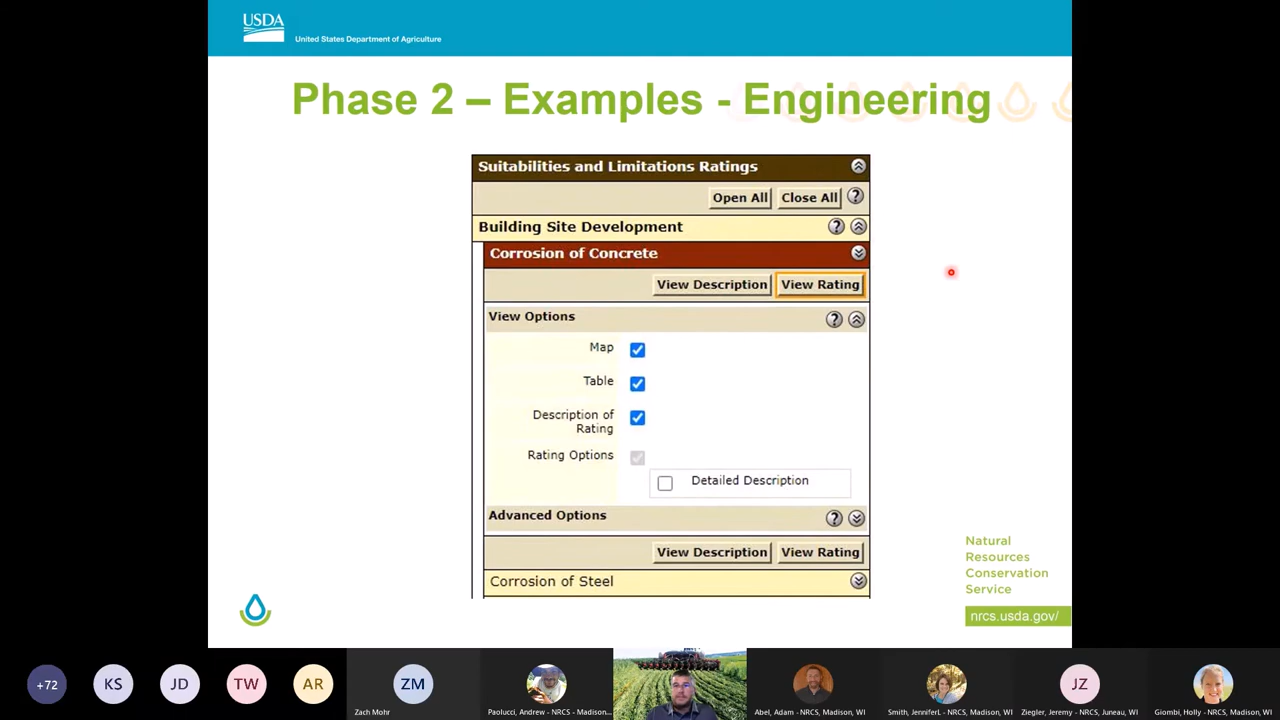 USDA
United States Department of Agriculture
Phase 2 – Examples - Engineering
Suitabilities and Limitations Ratings
Open All Close All ?
Building Site Development ?
Corrosion of Concrete
View Description View Rating
View Options ?
Map
Table
Description of
Rating
Rating Options
Detailed Description
Advanced Options ?
View Description View Rating
Corrosion of Steel
Natural
Resources
Conservation
Service
nrcs.usda.gov/
+72 KS JD TW AR ZM JZ
Zach Mohr Paolucci, Andrew - NRCS - Madison... Abel, Adam - NRCS, Madison, WI Smith, JenniferL - NRCS, Madison, WI Ziegler, Jeremy - NRCS, Juneau, WI Giombi, Holly - NRCS, Madison, WI